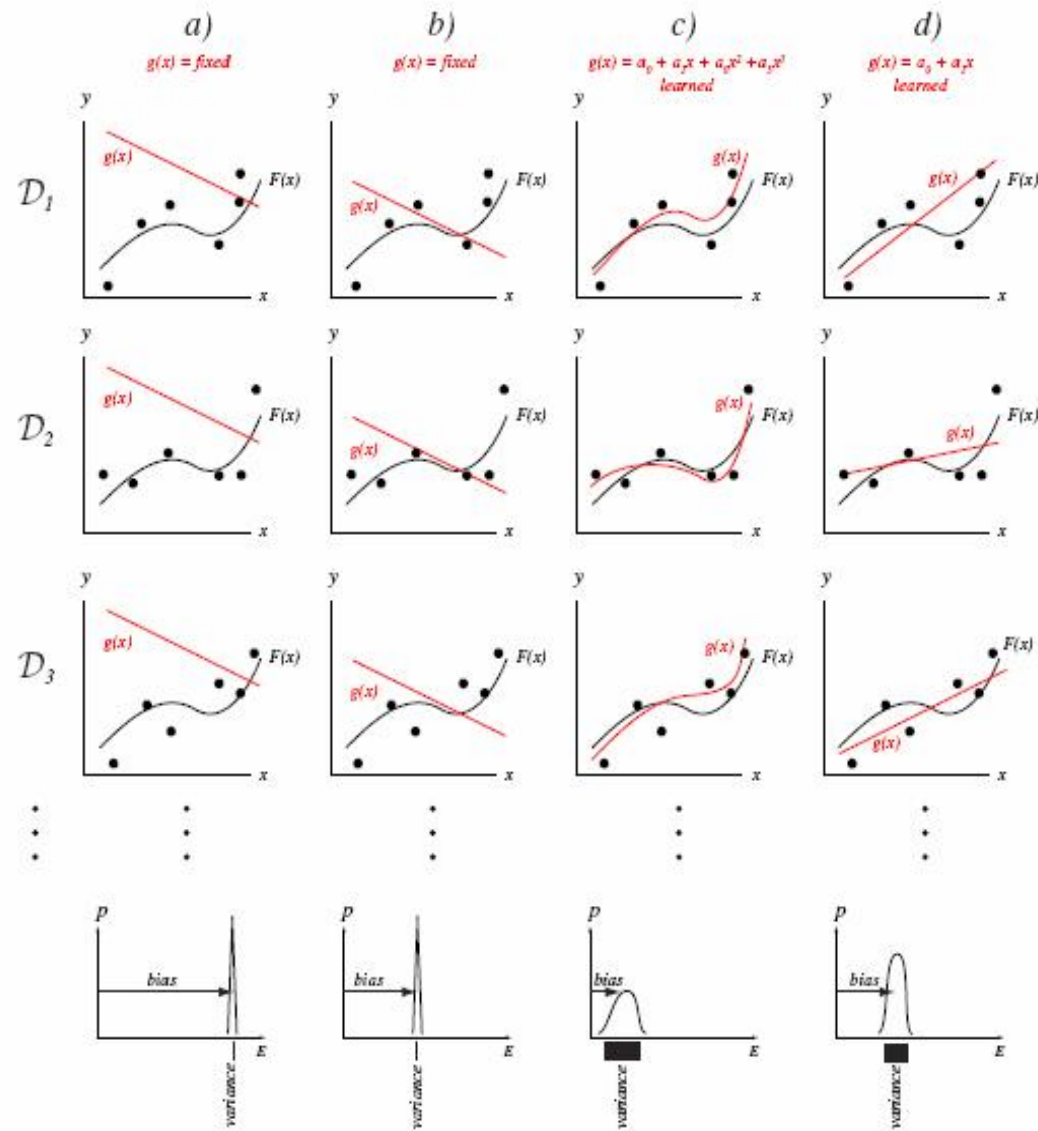 a) b) c) d)
g(x) = fixed g(x) = fixed g(x) = a₀ + a₁x + a₀x² + a₃x³ g(x) = a₀ + a₁x
learned learned
y y y y
g(x) g(x) g(x) g(x)
F(x) F(x) F(x) F(x)
D₁
x x x x
y y y y
g(x) g(x) g(x) g(x)
F(x) F(x) F(x) F(x)
D₂
x x x x
y y y y
g(x) g(x) g(x) g(x)
F(x) F(x) F(x) F(x)
D₃
x x x x
p p p p
bias bias bias bias
E E E E
variance variance variance variance